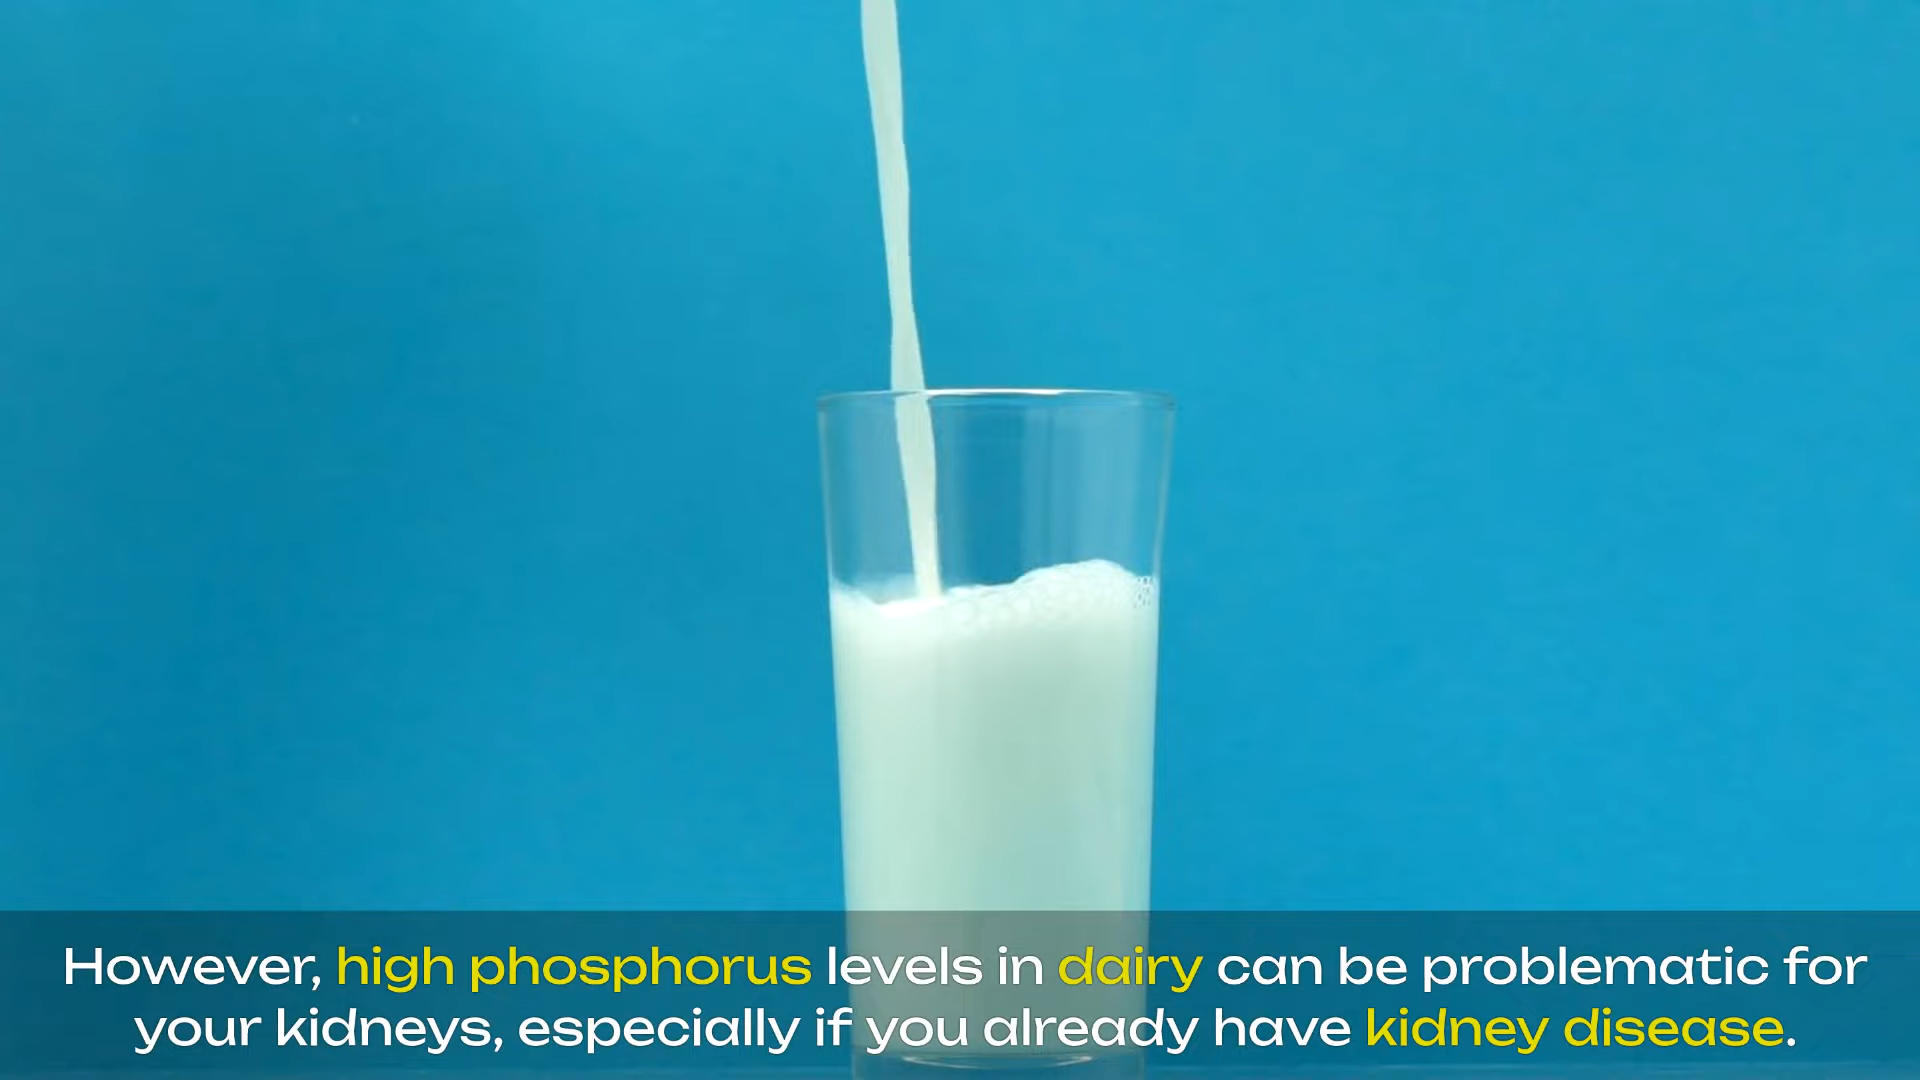 However, high phosphorus levels in dairy can be problematic for
your kidneys, especially if you already have kidney disease.